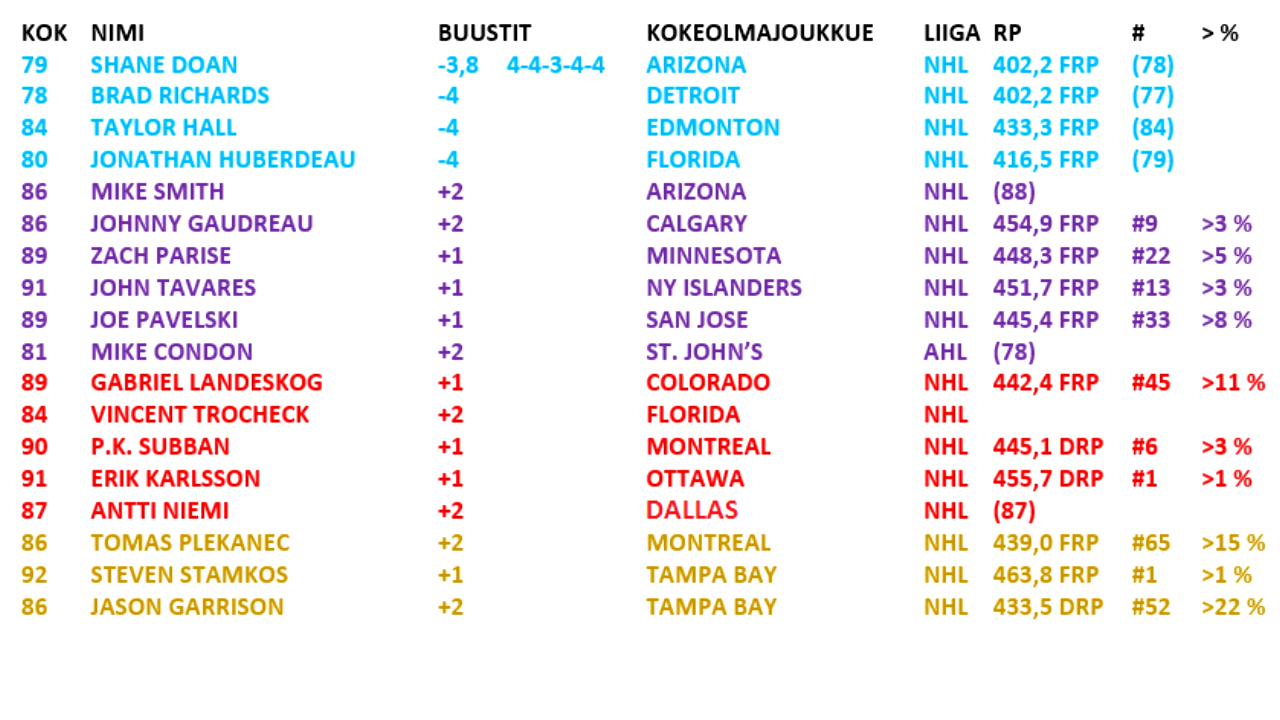 KOK NIMI BUUSTIT KOKEOLMAJOUKKUE LIIGA RP # > %
79 SHANE DOAN -3,8 4-4-3-4-4 ARIZONA NHL 402,2 FRP (78)
78 BRAD RICHARDS -4 DETROIT NHL 402,2 FRP (77)
84 TAYLOR HALL -4 EDMONTON NHL 433,3 FRP (84)
80 JONATHAN HUBERDEAU -4 FLORIDA NHL 416,5 FRP (79)
86 MIKE SMITH +2 ARIZONA NHL (88)
86 JOHNNY GAUDREAU +2 CALGARY NHL 454,9 FRP #9 >3 %
89 ZACH PARISE +1 MINNESOTA NHL 448,3 FRP #22 >5 %
91 JOHN TAVARES +1 NY ISLANDERS NHL 451,7 FRP #13 >3 %
89 JOE PAVELSKI +1 SAN JOSE NHL 445,4 FRP #33 >8 %
81 MIKE CONDON +2 ST. JOHN’S AHL (78)
89 GABRIEL LANDESKOG +1 COLORADO NHL 442,4 FRP #45 >11 %
84 VINCENT TROCHECK +2 FLORIDA NHL
90 P.K. SUBBAN +1 MONTREAL NHL 445,1 DRP #6 >3 %
91 ERIK KARLSSON +1 OTTAWA NHL 455,7 DRP #1 >1 %
87 ANTTI NIEMI +2 DALLAS NHL (87)
86 TOMAS PLEKANEC +2 MONTREAL NHL 439,0 FRP #65 >15 %
92 STEVEN STAMKOS +1 TAMPA BAY NHL 463,8 FRP #1 >1 %
86 JASON GARRISON +2 TAMPA BAY NHL 433,5 DRP #52 >22 %